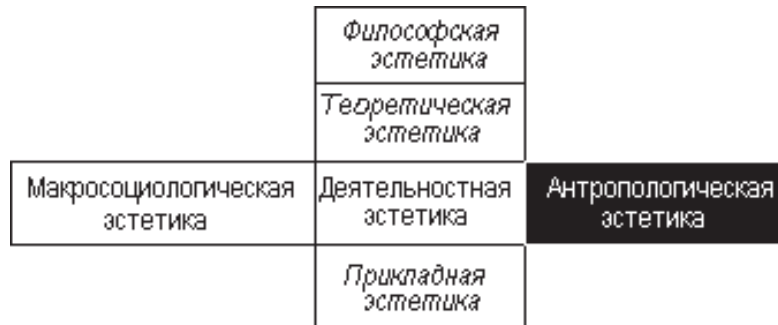 Философская
эстетика
Теоретическая
эстетика
Макросоциологическая
эстетика
Деятельностная
эстетика
Антропологическая
эстетика
Прикладная
эстетика